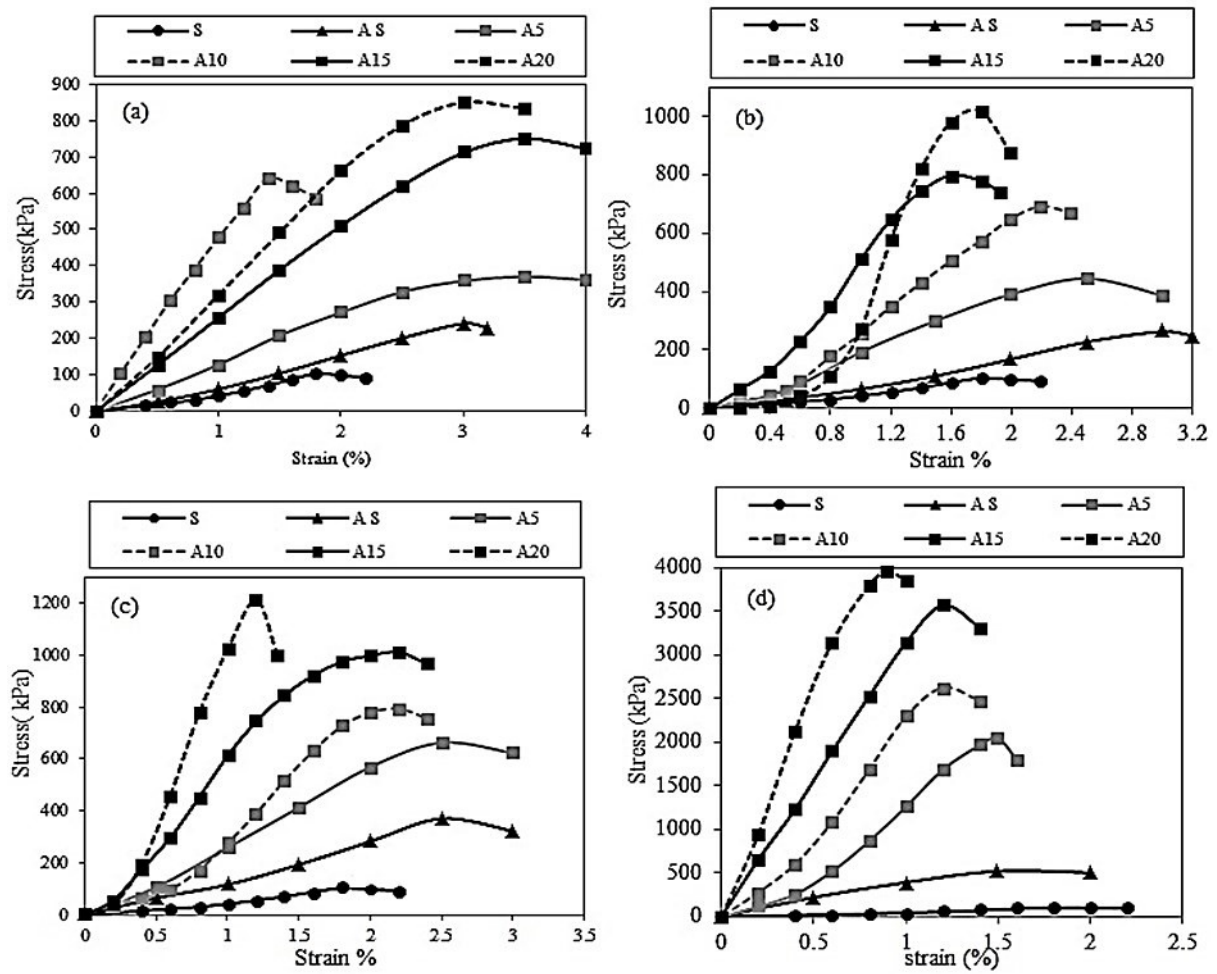 S A S A5
A10 A15 A20
900
800
700
600
500
400
300
200
100
0
(a)
Stress(kPa)
0 1 2 3 4
Strain (%)
S A S A5
A10 A15 A20
1000
800
600
400
200
0
(b)
Stress (kPa)
0 0.4 0.8 1.2 1.6 2 2.4 2.8 3.2
Strain %
S A S A5
A10 A15 A20
1200
1000
800
600
400
200
0
(c)
Stress( kPa)
0 0.5 1 1.5 2 2.5 3 3.5
Strain %
S A S A5
A10 A15 A20
4000
3500
3000
2500
2000
1500
1000
500
0
(d)
Stress (kPa)
0 0.5 1 1.5 2 2.5
strain (%)